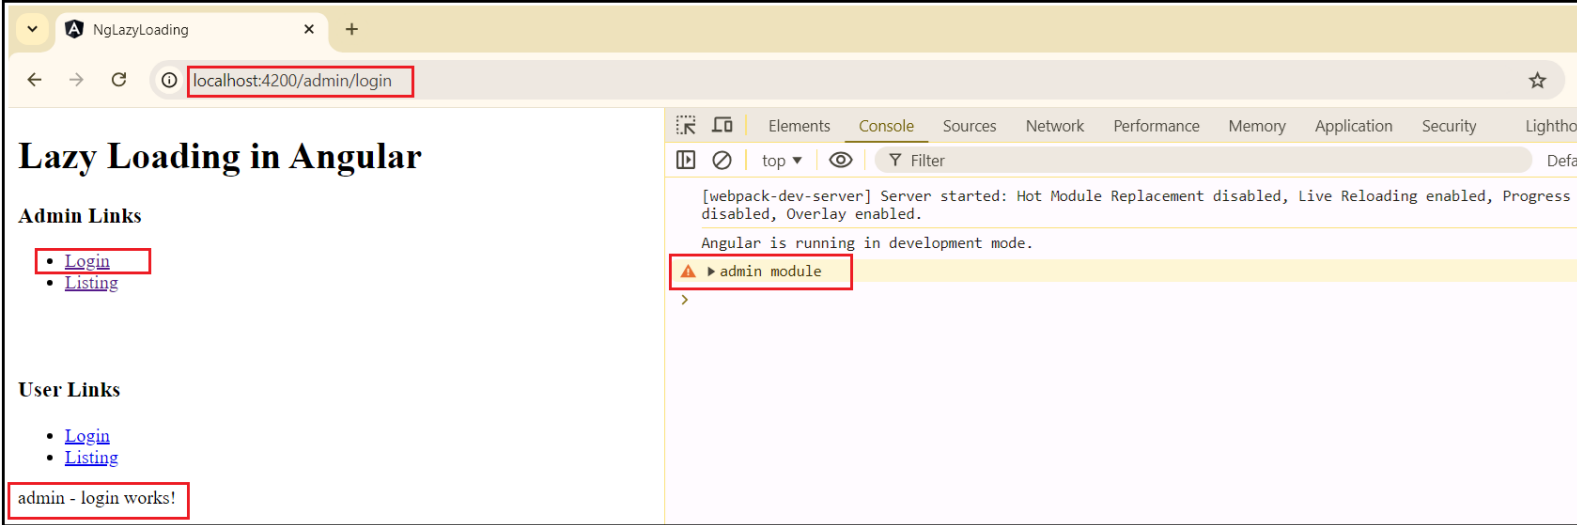 NgLazyLoading
localhost:4200/admin/login
Lazy Loading in Angular
Admin Links
Login
Listing
User Links
Login
Listing
admin - login works!
Elements Console Sources Network Performance Memory Application Security Lightho
top Filter Defa
[webpack-dev-server] Server started: Hot Module Replacement disabled, Live Reloading enabled, Progress
disabled, Overlay enabled.
Angular is running in development mode.
admin module